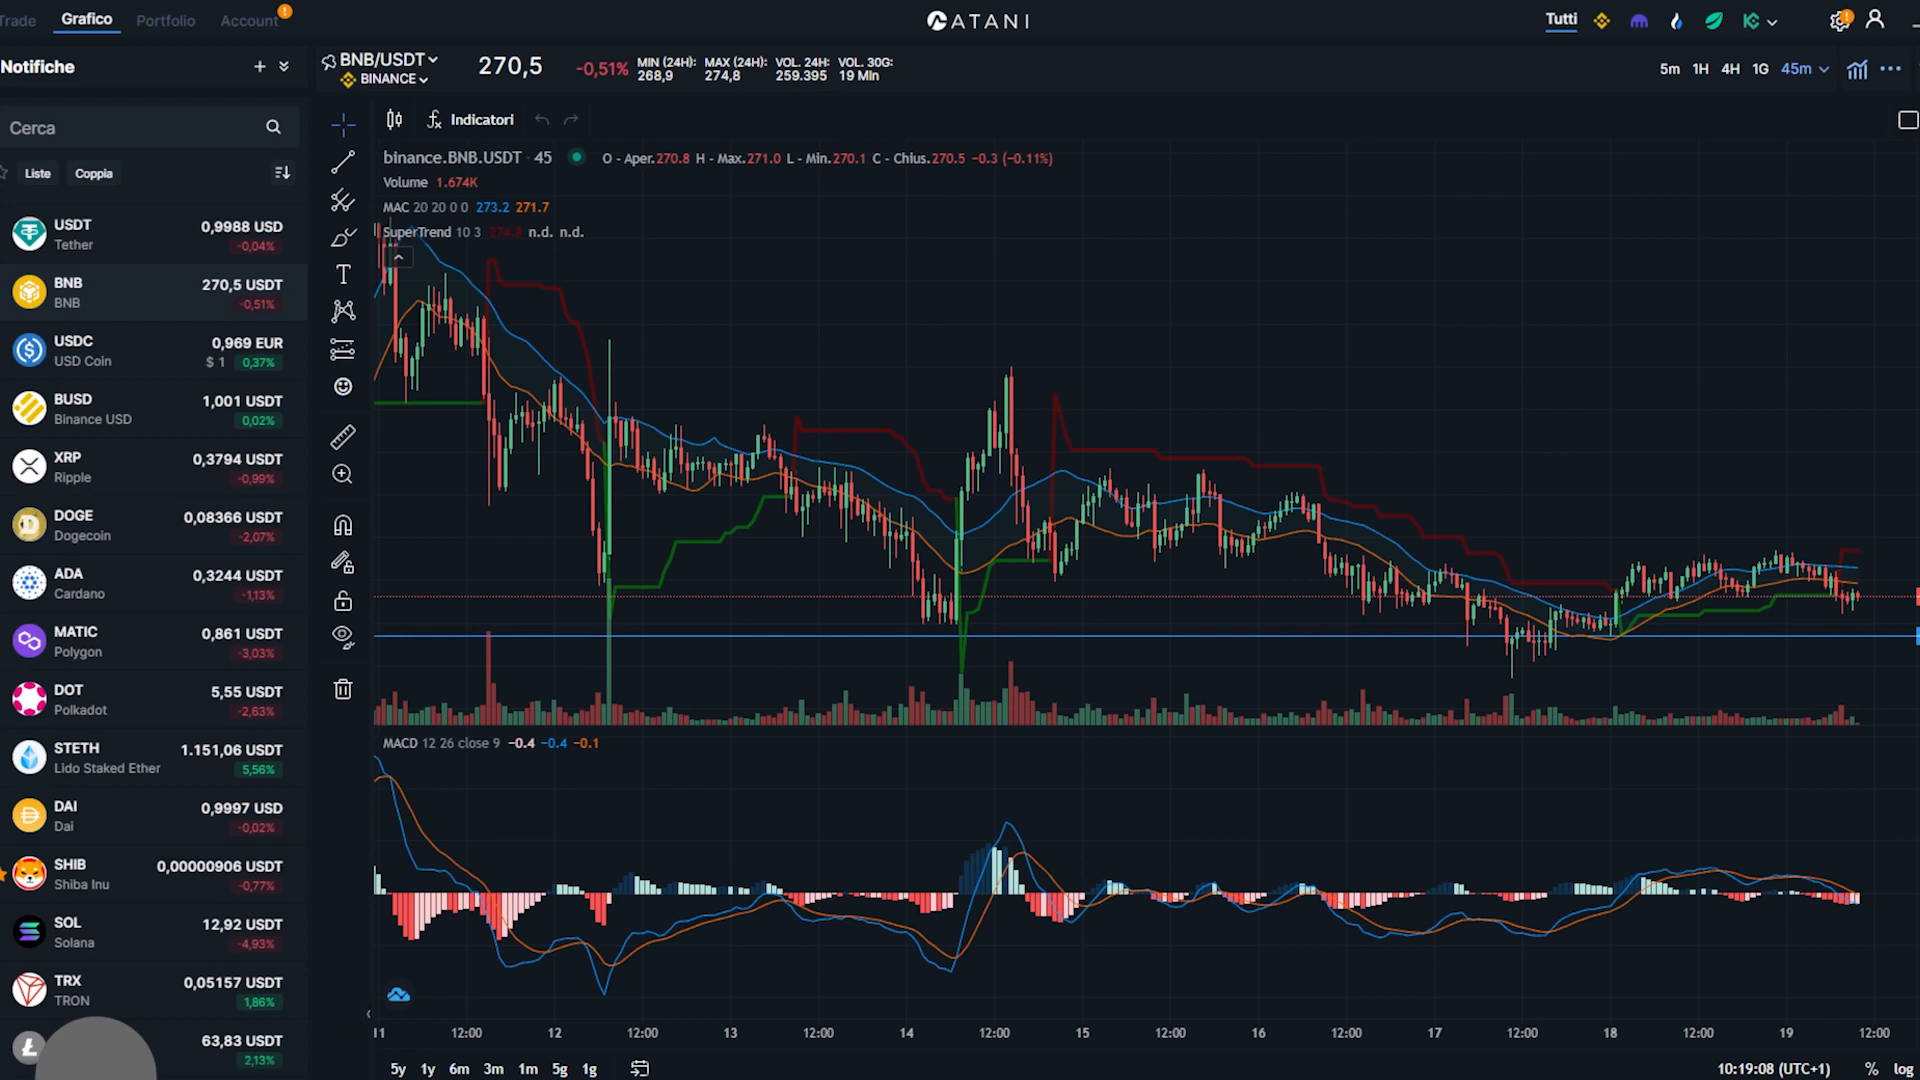 Trade Grafico Portfolio Account
ATANI
Tutti
Notifiche
BNB/USDT
BINANCE
270,5
-0,51%
MIN (24H): 268,9
MAX (24H): 274,8
VOL. 24H: 259.395
VOL. 30G: 19 Mln
5m 1H 4H 1G 45m
Cerca
Indicatori
binance.BNB.USDT · 45 O - Aper.270.8 H - Max.271.0 L - Min.270.1 C - Chius.270.5 −0.3 (−0.11%)
Volume 1.674K
MAC 20 20 0 0 273.2 271.7
SuperTrend 10 3 274.8 n.d. n.d.
Liste Coppia
USDT 0,9988 USD
Tether -0,04%
BNB 270,5 USDT
BNB -0,51%
USDC 0,969 EUR
USD Coin $ 1 0,37%
BUSD 1,001 USDT
Binance USD 0,02%
XRP 0,3794 USDT
Ripple -0,99%
DOGE 0,08366 USDT
Dogecoin -2,07%
ADA 0,3244 USDT
Cardano -1,13%
MATIC 0,861 USDT
Polygon -3,03%
DOT 5,55 USDT
Polkadot -2,63%
STETH 1.151,06 USDT
Lido Staked Ether 5,56%
DAI 0,9997 USD
Dai -0,02%
SHIB 0,00000906 USDT
Shiba Inu -0,77%
SOL 12,92 USDT
Solana -4,93%
TRX 0,05157 USDT
TRON 1,86%
63,83 USDT
2,13%
MACD 12 26 close 9 −0.4 −0.4 −0.1
11 12:00 12 12:00 13 12:00 14 12:00 15 12:00 16 12:00 17 12:00 18 12:00 19 12:00
5y 1y 6m 3m 1m 5g 1g
10:19:08 (UTC+1) % log